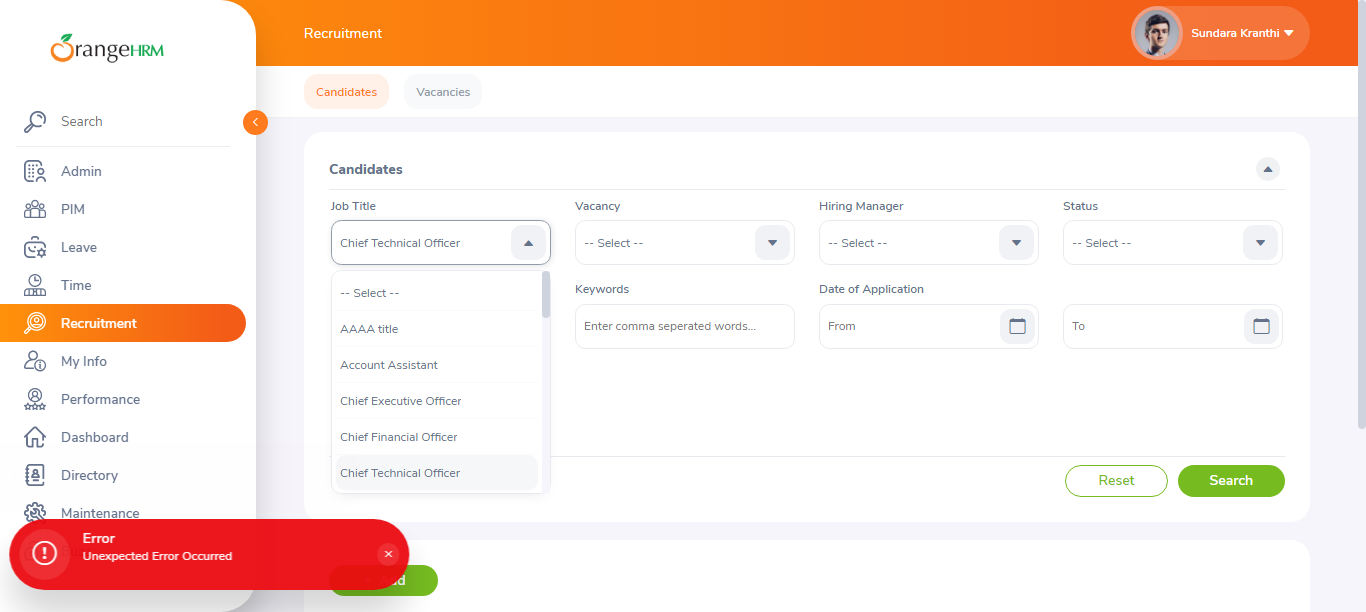 OrangeHRM
Search
Admin
PIM
Leave
Time
Recruitment
My Info
Performance
Dashboard
Directory
Maintenance
Recruitment
Sundara Kranthi
Candidates
Vacancies
Candidates
Job Title
Vacancy
Hiring Manager
Status
Chief Technical Officer
-- Select --
-- Select --
-- Select --
-- Select --
AAAA title
Account Assistant
Chief Executive Officer
Chief Financial Officer
Chief Technical Officer
Keywords
Date of Application
Enter comma seperated words...
From
To
Reset
Search
Error
Unexpected Error Occurred